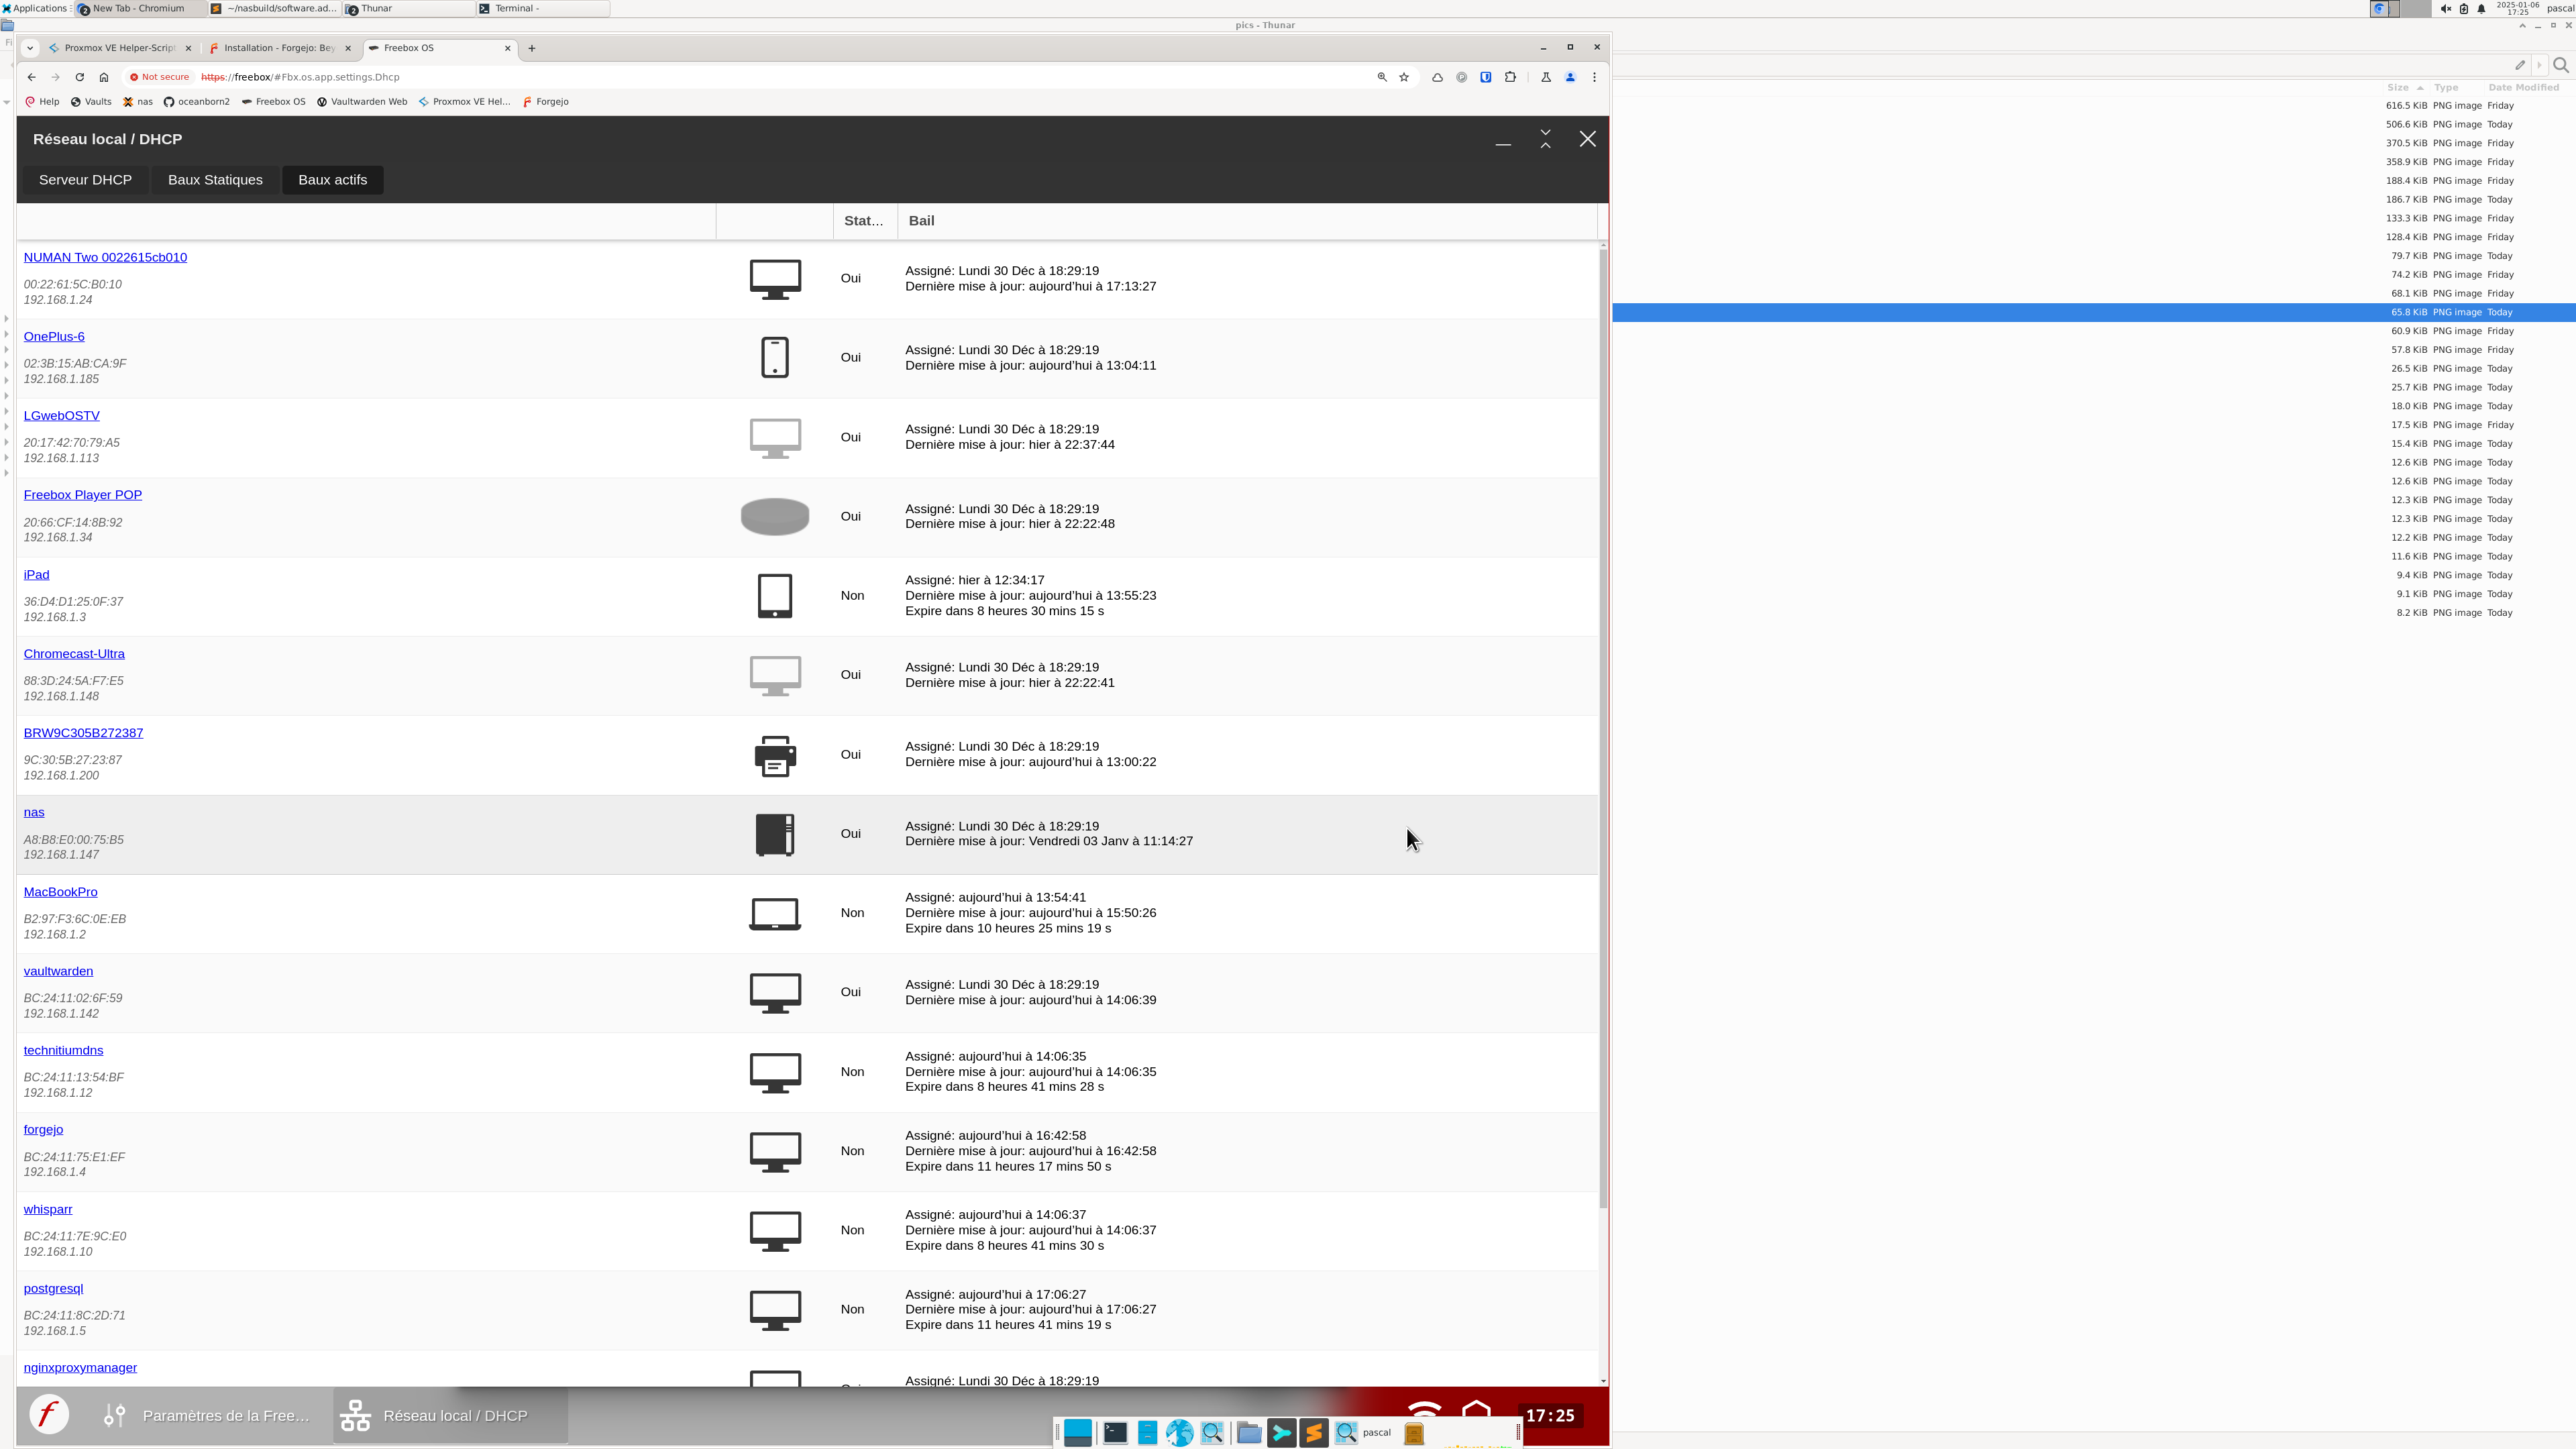 Applications
New Tab - Chromium
~/nasbuild/software.ad...
Thunar
Terminal -
2025-01-06
17:25
pascal
pics - Thunar
Proxmox VE Helper-Script
Installation - Forgejo: Bey
Freebox OS
Not secure
https://freebox/#Fbx.os.app.settings.Dhcp
Help
Vaults
nas
oceanborn2
Freebox OS
Vaultwarden Web
Proxmox VE Hel...
Forgejo
Réseau local / DHCP
Serveur DHCP
Baux Statiques
Baux actifs
Stat...
Bail
NUMAN Two 0022615cb010
00:22:61:5C:B0:10
192.168.1.24
Oui
Assigné: Lundi 30 Déc à 18:29:19
Dernière mise à jour: aujourd'hui à 17:13:27
OnePlus-6
02:3B:15:AB:CA:9F
192.168.1.185
Oui
Assigné: Lundi 30 Déc à 18:29:19
Dernière mise à jour: aujourd'hui à 13:04:11
LGwebOSTV
20:17:42:70:79:A5
192.168.1.113
Oui
Assigné: Lundi 30 Déc à 18:29:19
Dernière mise à jour: hier à 22:37:44
Freebox Player POP
20:66:CF:14:8B:92
192.168.1.34
Oui
Assigné: Lundi 30 Déc à 18:29:19
Dernière mise à jour: hier à 22:22:48
iPad
36:D4:D1:25:0F:37
192.168.1.3
Non
Assigné: hier à 12:34:17
Dernière mise à jour: aujourd'hui à 13:55:23
Expire dans 8 heures 30 mins 15 s
Chromecast-Ultra
88:3D:24:5A:F7:E5
192.168.1.148
Oui
Assigné: Lundi 30 Déc à 18:29:19
Dernière mise à jour: hier à 22:22:41
BRW9C305B272387
9C:30:5B:27:23:87
192.168.1.200
Oui
Assigné: Lundi 30 Déc à 18:29:19
Dernière mise à jour: aujourd'hui à 13:00:22
nas
A8:B8:E0:00:75:B5
192.168.1.147
Oui
Assigné: Lundi 30 Déc à 18:29:19
Dernière mise à jour: Vendredi 03 Janv à 11:14:27
MacBookPro
B2:97:F3:6C:0E:EB
192.168.1.2
Non
Assigné: aujourd'hui à 13:54:41
Dernière mise à jour: aujourd'hui à 15:50:26
Expire dans 10 heures 25 mins 19 s
vaultwarden
BC:24:11:02:6F:59
192.168.1.142
Oui
Assigné: Lundi 30 Déc à 18:29:19
Dernière mise à jour: aujourd'hui à 14:06:39
technitiumdns
BC:24:11:13:54:BF
192.168.1.12
Non
Assigné: aujourd'hui à 14:06:35
Dernière mise à jour: aujourd'hui à 14:06:35
Expire dans 8 heures 41 mins 28 s
forgejo
BC:24:11:75:E1:EF
192.168.1.4
Non
Assigné: aujourd'hui à 16:42:58
Dernière mise à jour: aujourd'hui à 16:42:58
Expire dans 11 heures 17 mins 50 s
whisparr
BC:24:11:7E:9C:E0
192.168.1.10
Non
Assigné: aujourd'hui à 14:06:37
Dernière mise à jour: aujourd'hui à 14:06:37
Expire dans 8 heures 41 mins 30 s
postgresql
BC:24:11:8C:2D:71
192.168.1.5
Non
Assigné: aujourd'hui à 17:06:27
Dernière mise à jour: aujourd'hui à 17:06:27
Expire dans 11 heures 41 mins 19 s
nginxproxymanager
Assigné: Lundi 30 Déc à 18:29:19
Paramètres de la Free...
Réseau local / DHCP
17:25
pascal
Size Type Date Modified
616.5 KiB PNG image Friday
506.6 KiB PNG image Today
370.5 KiB PNG image Friday
358.9 KiB PNG image Friday
188.4 KiB PNG image Friday
186.7 KiB PNG image Today
133.3 KiB PNG image Friday
128.4 KiB PNG image Friday
79.7 KiB PNG image Today
74.2 KiB PNG image Friday
68.1 KiB PNG image Friday
65.8 KiB PNG image Today
60.9 KiB PNG image Friday
57.8 KiB PNG image Friday
26.5 KiB PNG image Today
25.7 KiB PNG image Today
18.0 KiB PNG image Today
17.5 KiB PNG image Friday
15.4 KiB PNG image Today
12.6 KiB PNG image Today
12.6 KiB PNG image Today
12.3 KiB PNG image Today
12.3 KiB PNG image Today
12.2 KiB PNG image Today
11.6 KiB PNG image Today
9.4 KiB PNG image Today
9.1 KiB PNG image Today
8.2 KiB PNG image Today